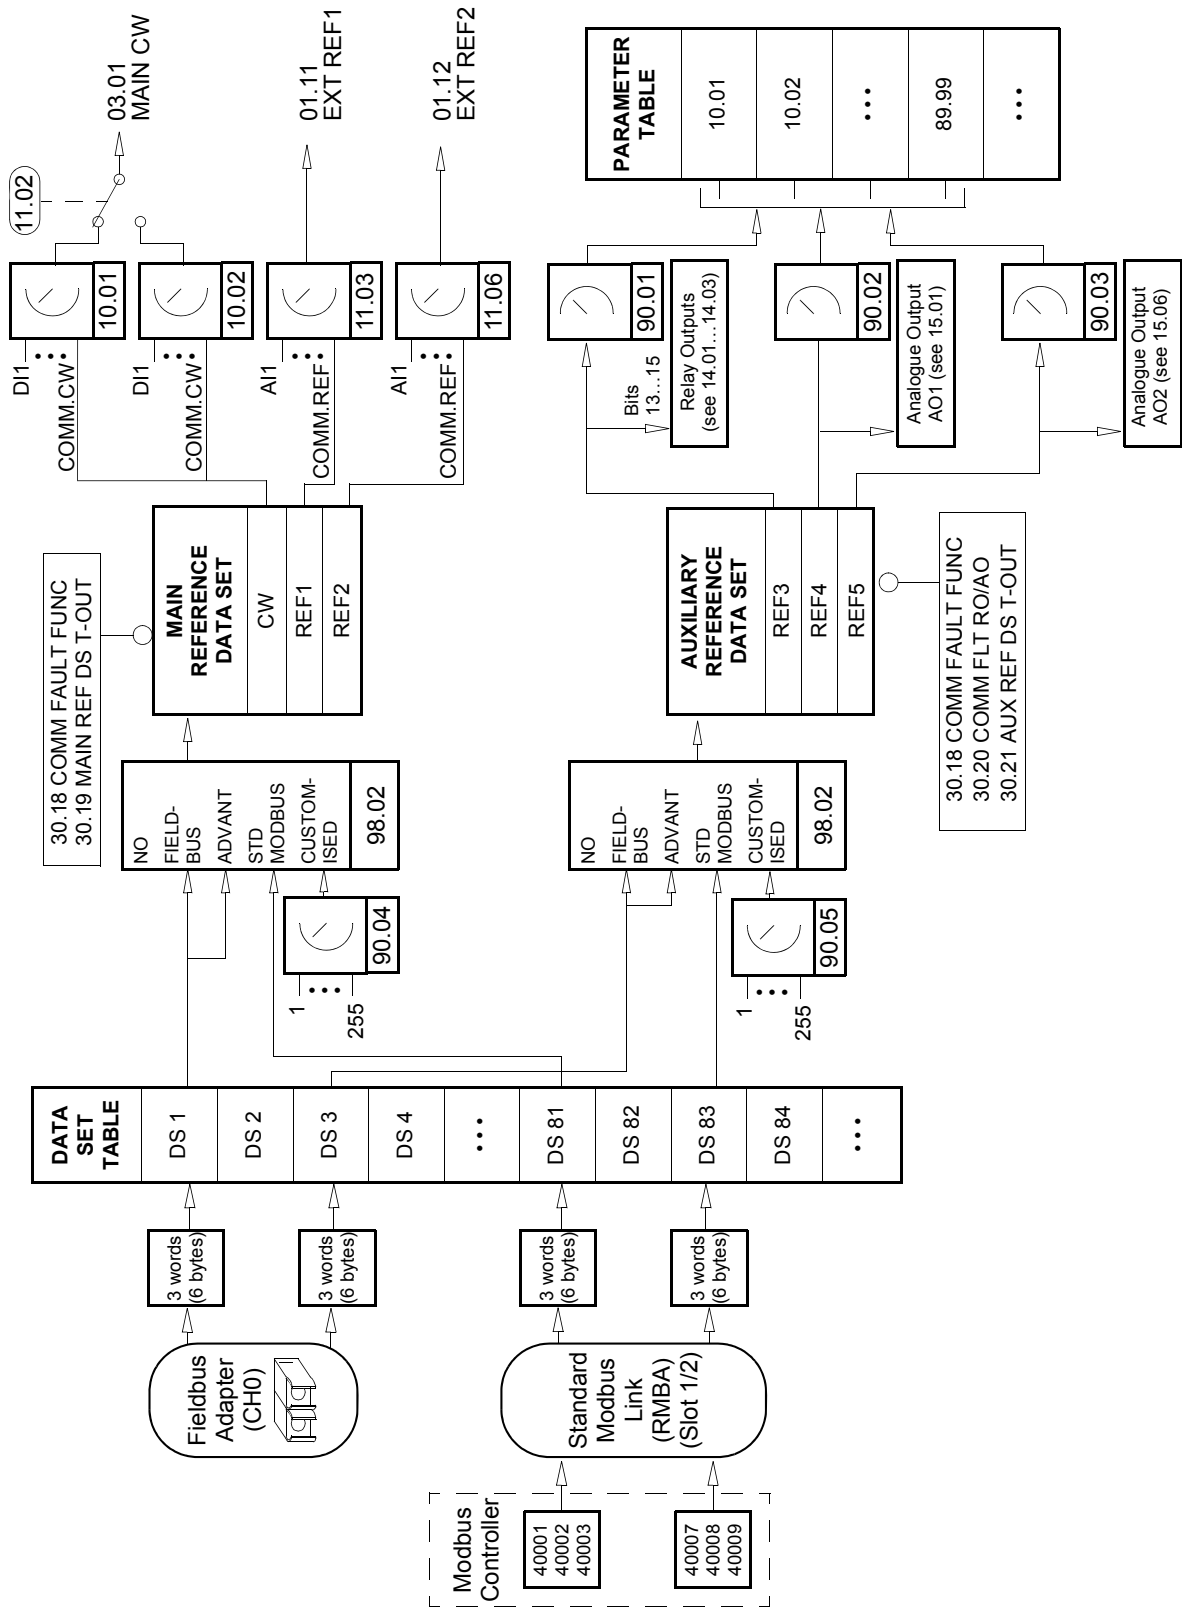 Fieldbus
Adapter
(CH0)
Modbus
Controller
40001
40002
40003
40007
40008
40009
Standard
Modbus
Link
(RMBA)
(Slot 1/2)
3 words
(6 bytes)
3 words
(6 bytes)
3 words
(6 bytes)
3 words
(6 bytes)
DATA
SET
TABLE
DS 1
DS 2
DS 3
DS 4
•••
DS 81
DS 82
DS 83
DS 84
•••
1
•••
255
90.04
1
•••
255
90.05
NO
FIELD-
BUS
ADVANT
STD
MODBUS
CUSTOM-
ISED
98.02
NO
FIELD-
BUS
ADVANT
STD
MODBUS
CUSTOM-
ISED
98.02
30.18 COMM FAULT FUNC
30.19 MAIN REF DS T-OUT
MAIN
REFERENCE
DATA SET
CW
REF1
REF2
AUXILIARY
REFERENCE
DATA SET
REF3
REF4
REF5
30.18 COMM FAULT FUNC
30.20 COMM FLT RO/AO
30.21 AUX REF DS T-OUT
DI1
•••
COMM.CW
10.01
DI1
•••
COMM.CW
10.02
AI1
•••
COMM.REF
11.03
AI1
•••
COMM.REF
11.06
11.02
03.01
MAIN CW
01.11
EXT REF1
01.12
EXT REF2
Bits
13...15
Relay Outputs
(see 14.01...14.03)
90.01
Analogue Output
AO1 (see 15.01)
90.02
Analogue Output
AO2 (see 15.06)
90.03
PARAMETER
TABLE
10.01
10.02
•••
89.99
•••